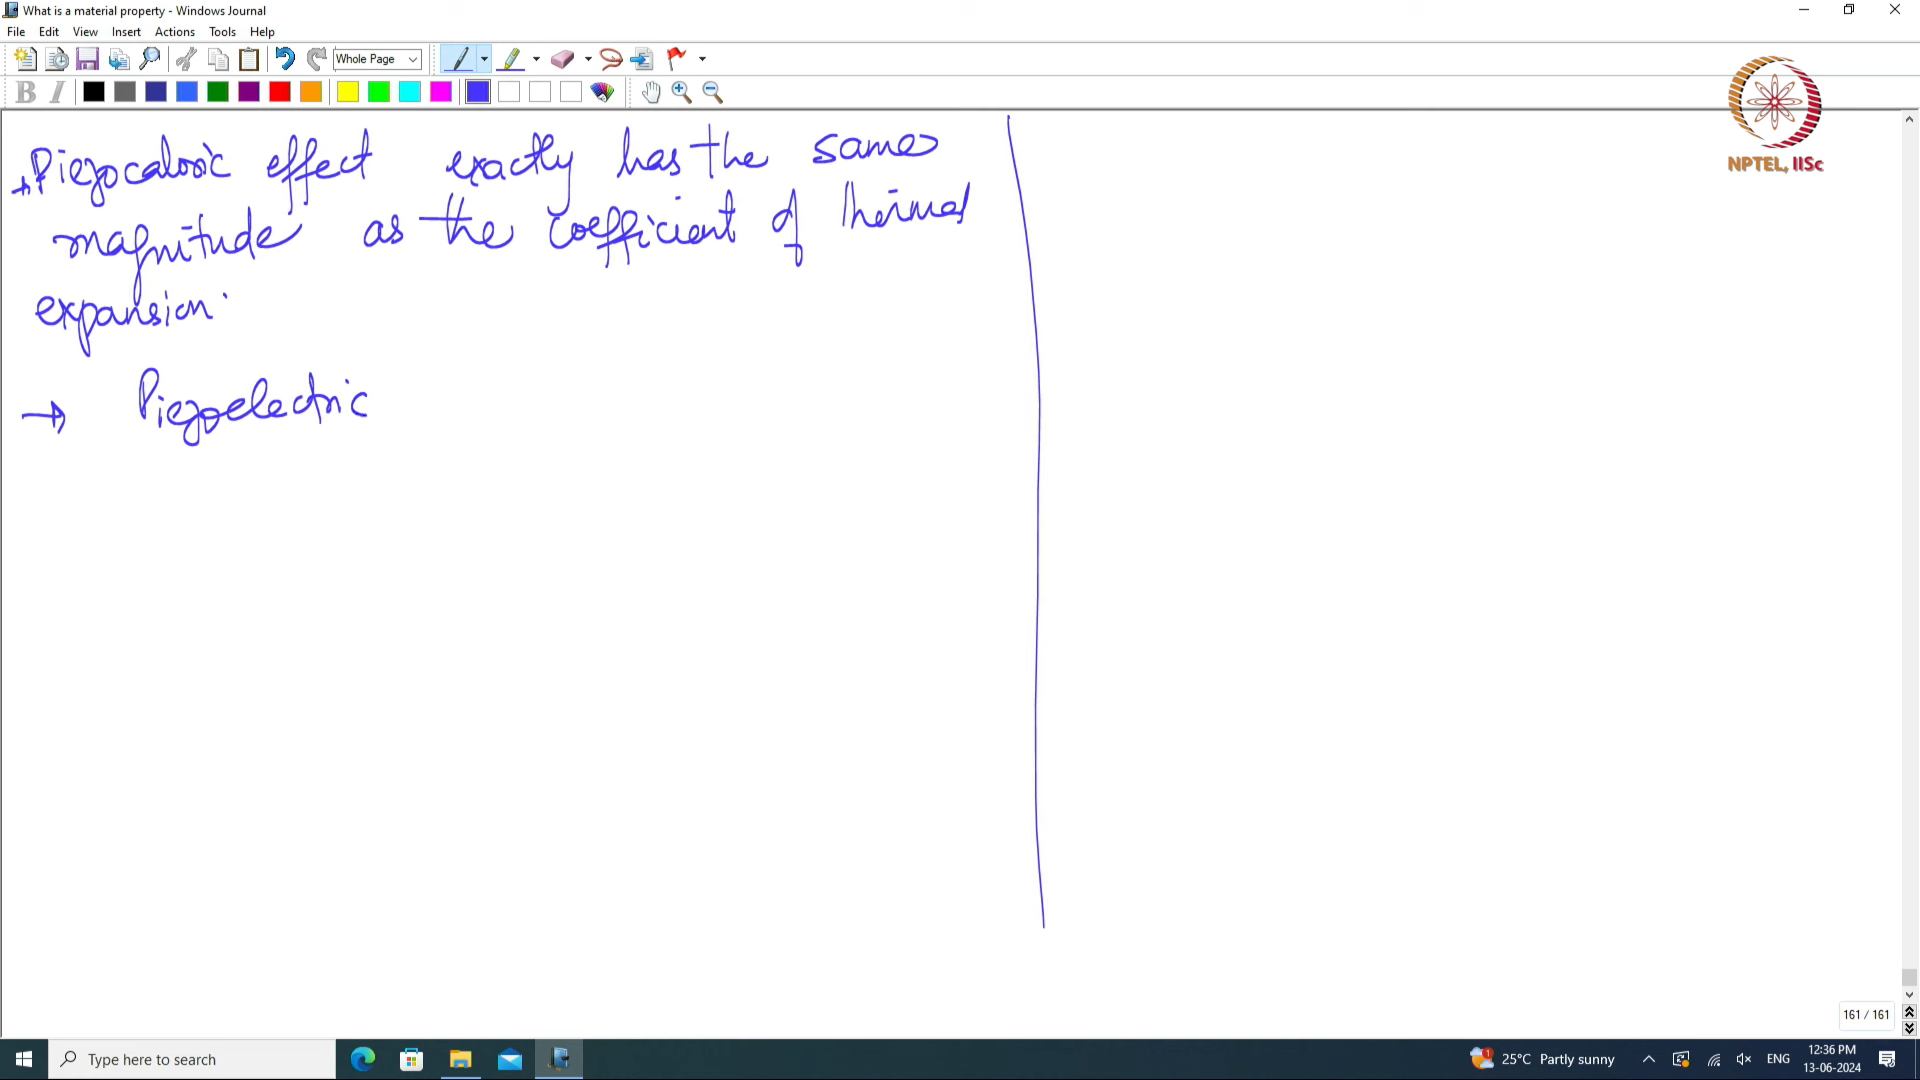 What is a material property - Windows Journal
File Edit View Insert Actions Tools Help
Whole Page
B I
NPTEL, IISc
→ Piezocaloric effect exactly has the same
magnitude as the coefficient of thermal
expansion.
→ Piezoelectric
161 / 161
Type here to search
1
25°C Partly sunny
ENG
12:36 PM
13-06-2024